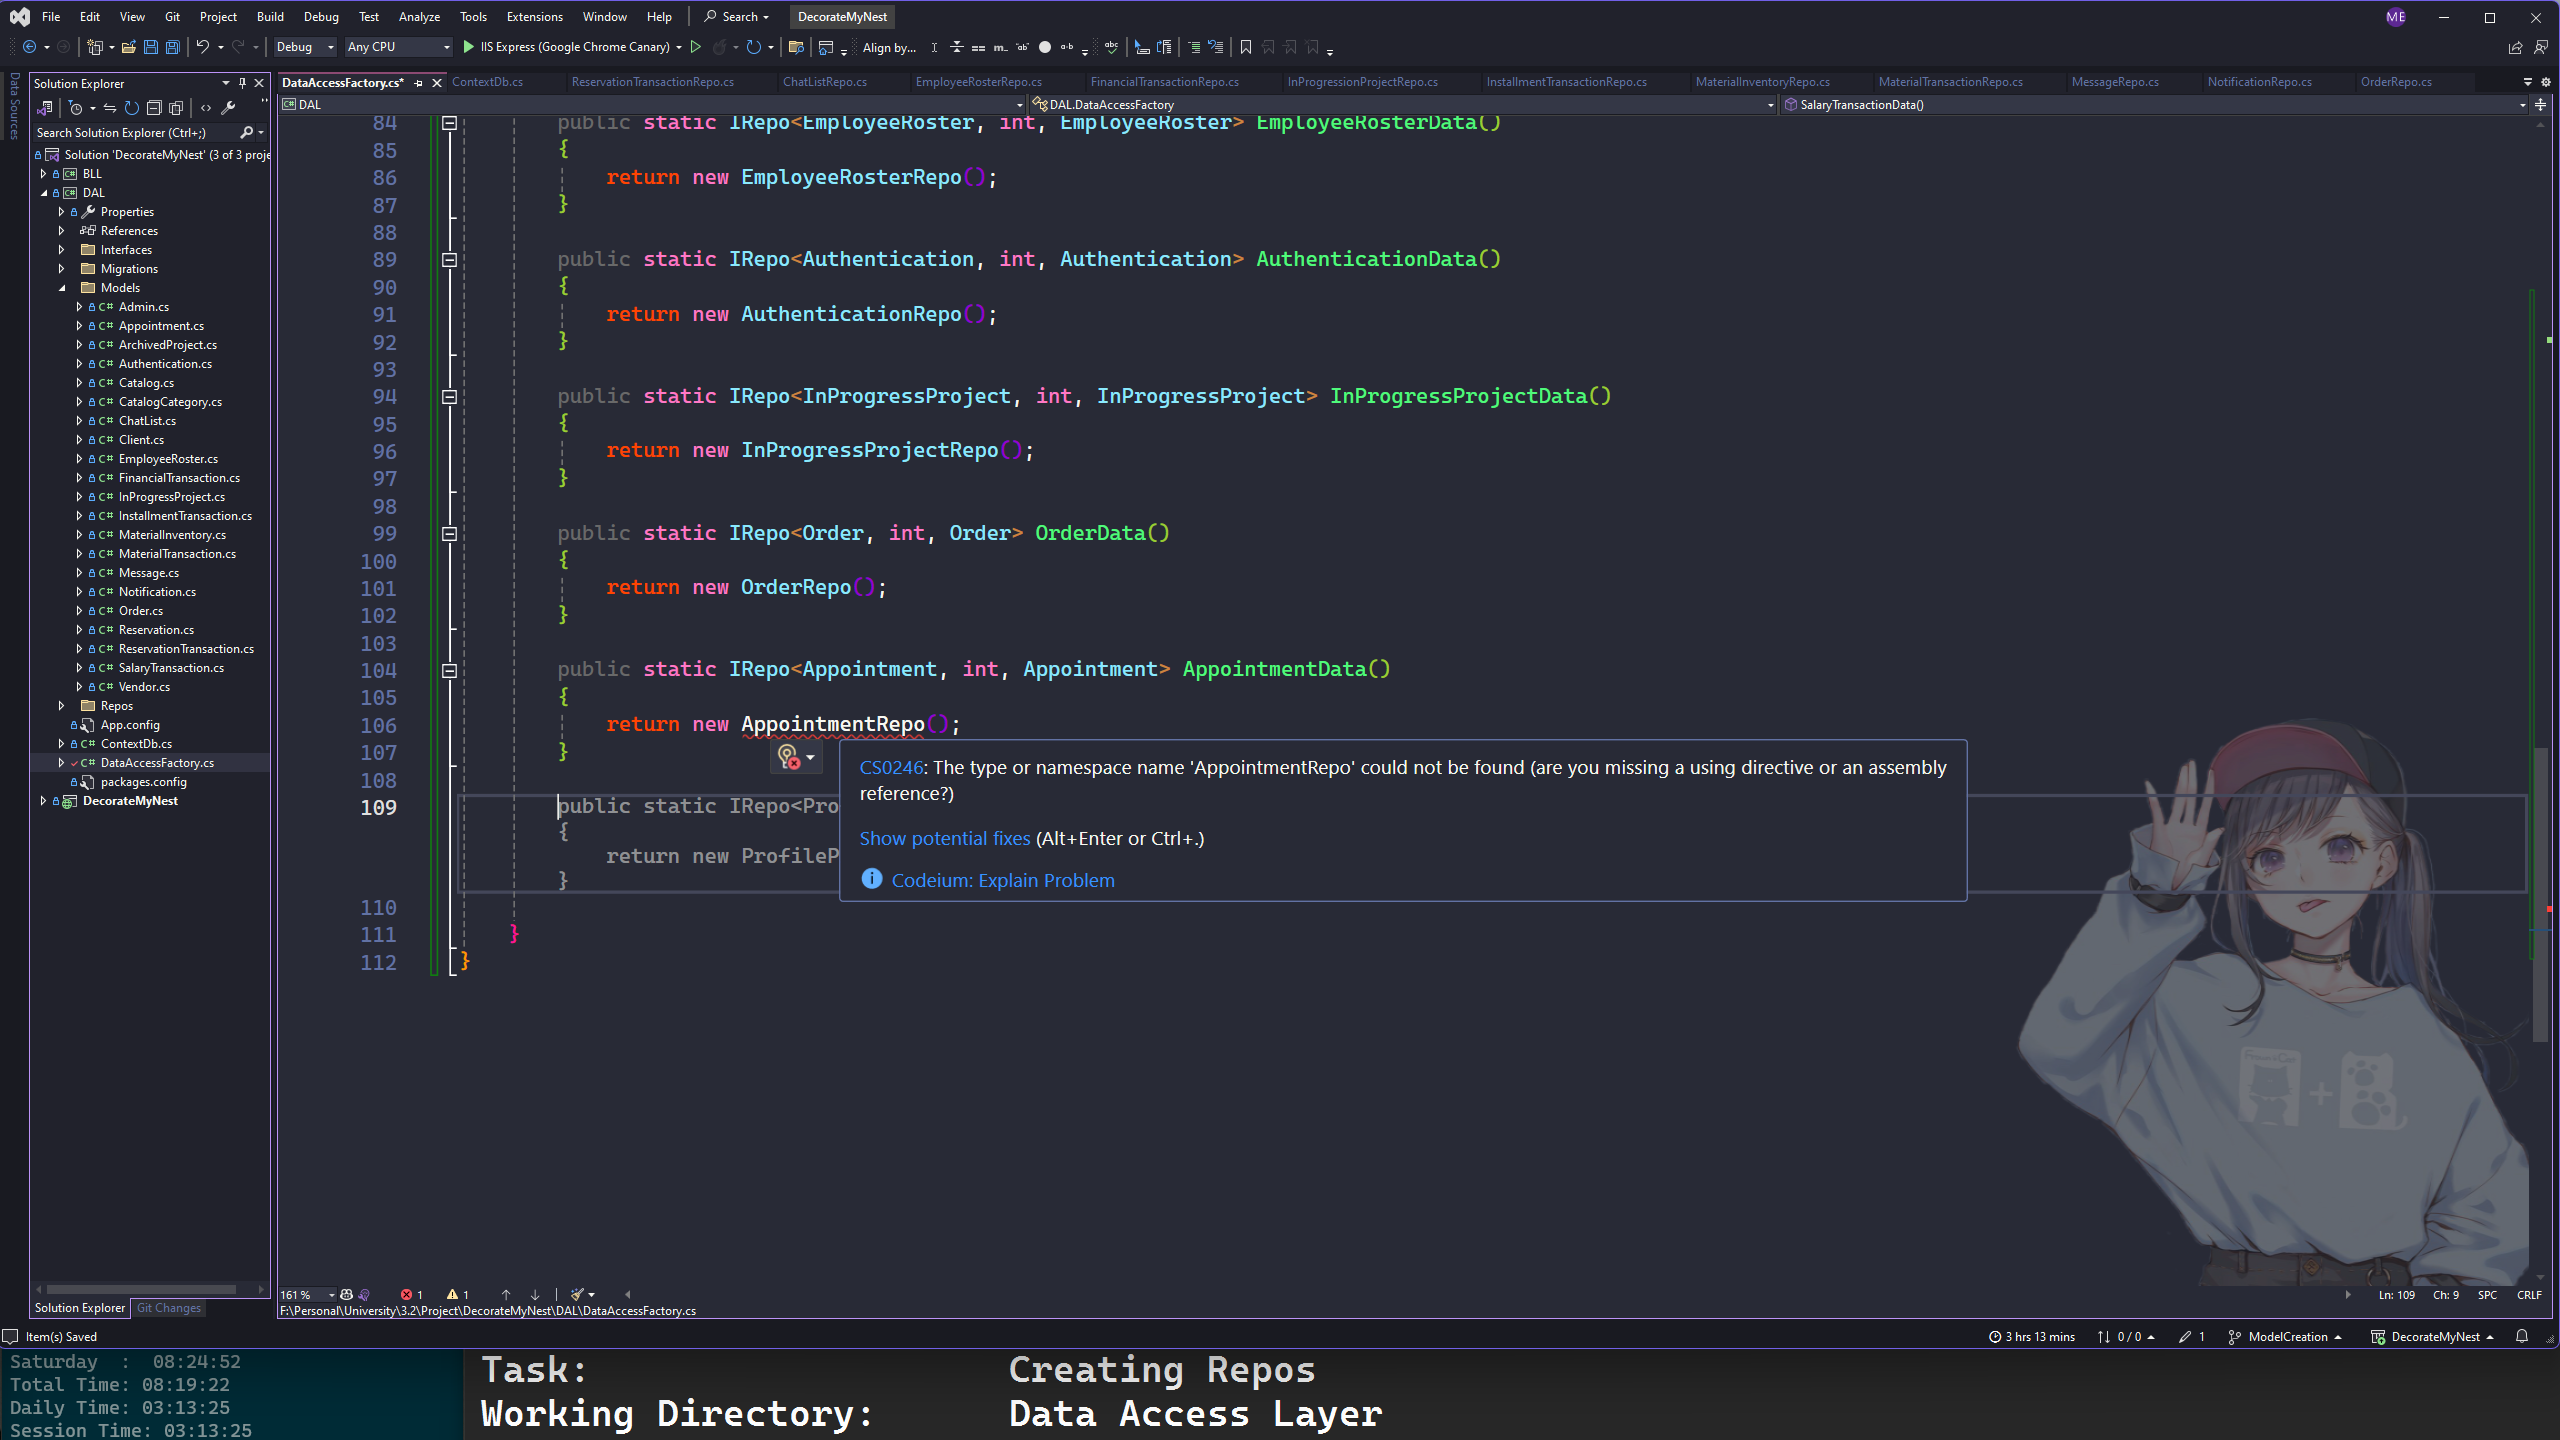 File Edit View Git Project Build Debug Test Analyze Tools Extensions Window Help Search DecorateMyNest ME
Debug Any CPU IIS Express (Google Chrome Canary) Align by...
Data Sources
Solution Explorer
DataAccessFactory.cs* ContextDb.cs ReservationTransactionRepo.cs ChatListRepo.cs EmployeeRosterRepo.cs FinancialTransactionRepo.cs InProgressionProjectRepo.cs InstallmentTransactionRepo.cs MaterialInventoryRepo.cs MaterialTransactionRepo.cs MessageRepo.cs NotificationRepo.cs OrderRepo.cs
DAL DAL.DataAccessFactory SalaryTransactionData()
Search Solution Explorer (Ctrl+;)
Solution 'DecorateMyNest' (3 of 3 proje
BLL
DAL
Properties
References
Interfaces
Migrations
Models
Admin.cs
Appointment.cs
ArchivedProject.cs
Authentication.cs
Catalog.cs
CatalogCategory.cs
ChatList.cs
Client.cs
EmployeeRoster.cs
FinancialTransaction.cs
InProgressProject.cs
InstallmentTransaction.cs
MaterialInventory.cs
MaterialTransaction.cs
Message.cs
Notification.cs
Order.cs
Reservation.cs
ReservationTransaction.cs
SalaryTransaction.cs
Vendor.cs
Repos
App.config
ContextDb.cs
DataAccessFactory.cs
packages.config
DecorateMyNest
84 public static IRepo<EmployeeRoster, int, EmployeeRoster> EmployeeRosterData()
85 {
86 return new EmployeeRosterRepo();
87 }
88
89 public static IRepo<Authentication, int, Authentication> AuthenticationData()
90 {
91 return new AuthenticationRepo();
92 }
93
94 public static IRepo<InProgressProject, int, InProgressProject> InProgressProjectData()
95 {
96 return new InProgressProjectRepo();
97 }
98
99 public static IRepo<Order, int, Order> OrderData()
100 {
101 return new OrderRepo();
102 }
103
104 public static IRepo<Appointment, int, Appointment> AppointmentData()
105 {
106 return new AppointmentRepo();
107 }
108
109 public static IRepo<Pro
{
return new ProfileP
}
110
111 }
112 }
CS0246: The type or namespace name 'AppointmentRepo' could not be found (are you missing a using directive or an assembly
reference?)
Show potential fixes (Alt+Enter or Ctrl+.)
Codeium: Explain Problem
161 % 1 1 Ln: 109 Ch: 9 SPC CRLF
Solution Explorer Git Changes
F:\Personal\University\3.2\Project\DecorateMyNest\DAL\DataAccessFactory.cs
Item(s) Saved 3 hrs 13 mins 0 / 0 1 ModelCreation DecorateMyNest
Saturday : 08:24:52
Total Time: 08:19:22
Daily Time: 03:13:25
Session Time: 03:13:25
Task: Creating Repos
Working Directory: Data Access Layer